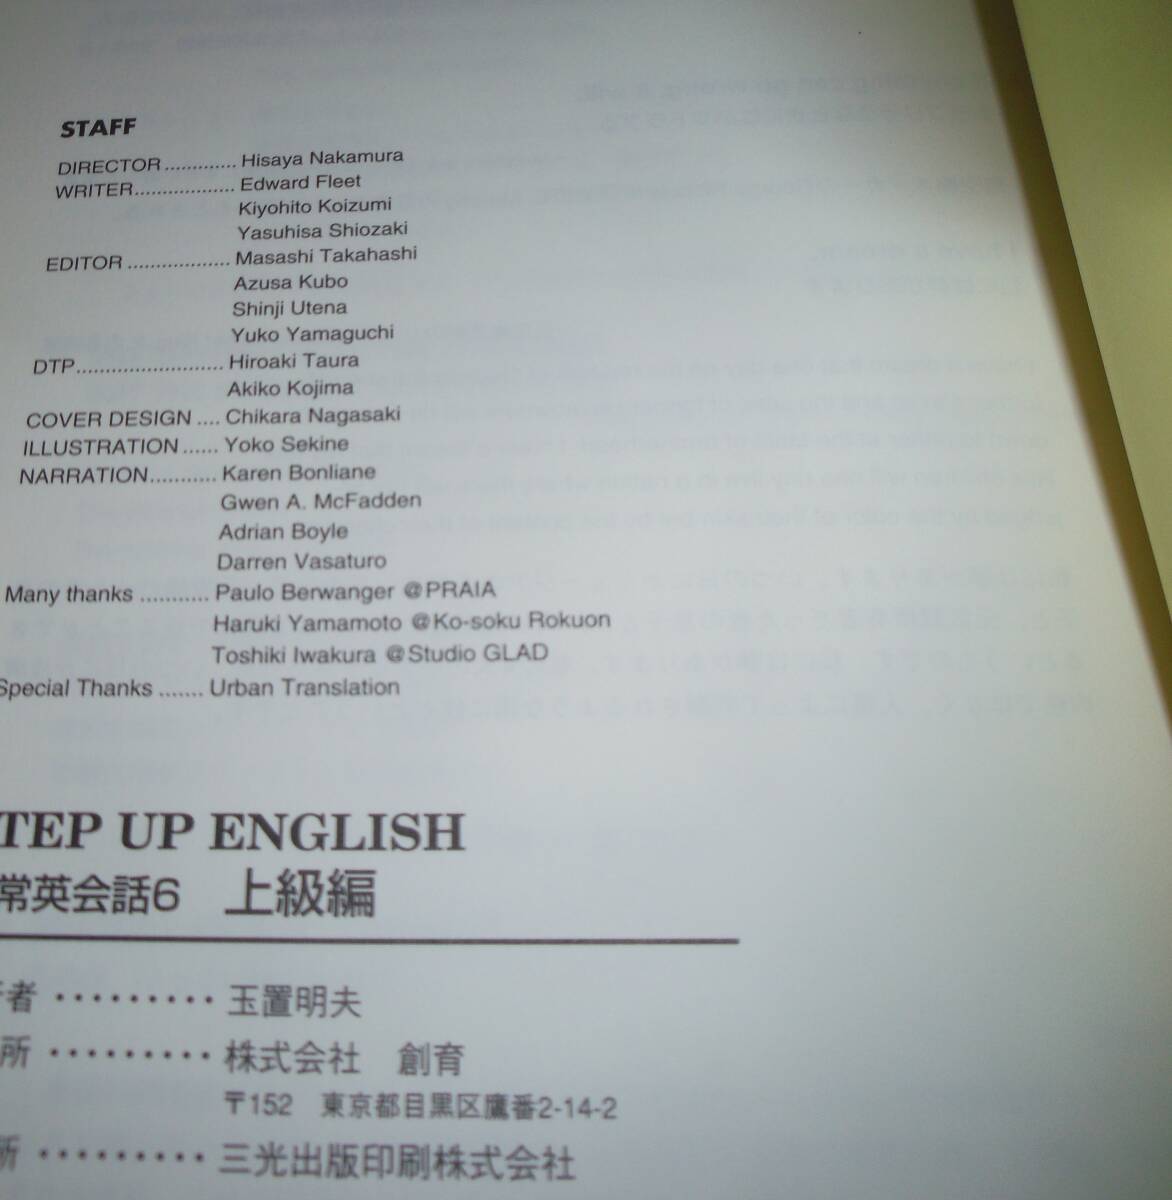 STAFF
DIRECTOR ............. Hisaya Nakamura
WRITER.................. Edward Fleet
Kiyohito Koizumi
Yasuhisa Shiozaki
EDITOR ................... Masashi Takahashi
Azusa Kubo
Shinji Utena
Yuko Yamaguchi
DTP.......................... Hiroaki Taura
Akiko Kojima
COVER DESIGN .... Chikara Nagasaki
ILLUSTRATION...... Yoko Sekine
NARRATION........... Karen Bonliane
Gwen A. McFadden
Adrian Boyle
Darren Vasaturo
Many thanks ........... Paulo Berwanger @PRAIA
Haruki Yamamoto @Ko-soku Rokuon
Toshiki Iwakura @Studio GLAD
Special Thanks ....... Urban Translation
TEP UP ENGLISH
常英会話6 上級編
者 ········· 玉置明夫
所 ········· 株式会社 創育
〒152 東京都目黒区鷹番2-14-2
所 ········· 三光出版印刷株式会社